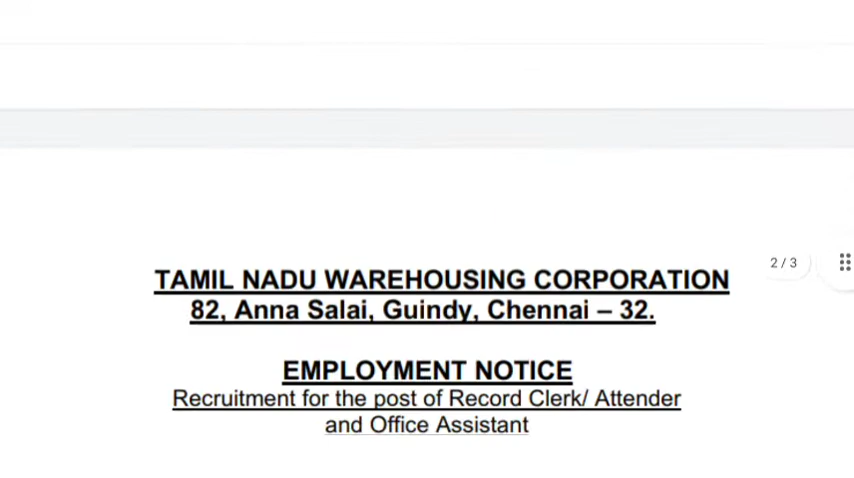 2 / 3
TAMIL NADU WAREHOUSING CORPORATION
82, Anna Salai, Guindy, Chennai – 32.
EMPLOYMENT NOTICE
Recruitment for the post of Record Clerk/ Attender
and Office Assistant